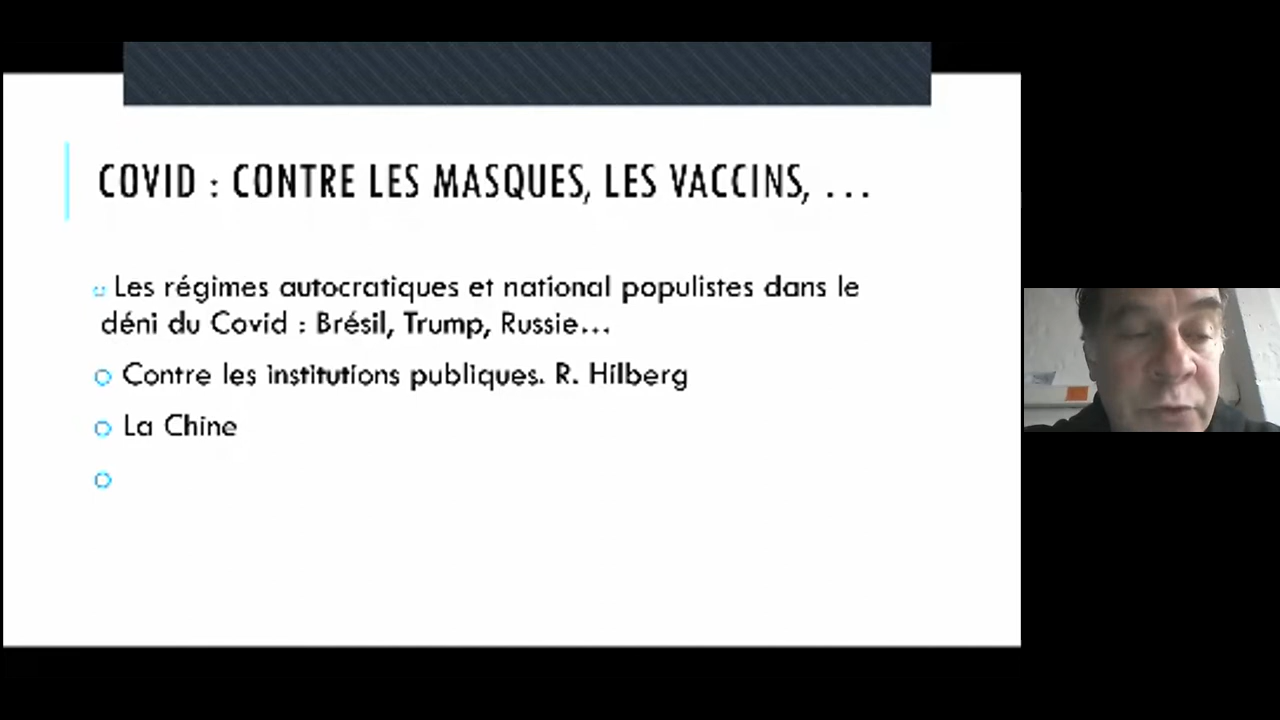 COVID : CONTRE LES MASQUES, LES VACCINS, ...
Les régimes autocratiques et national populistes dans le
déni du Covid : Brésil, Trump, Russie...
Contre les institutions publiques. R. Hilberg
La Chine